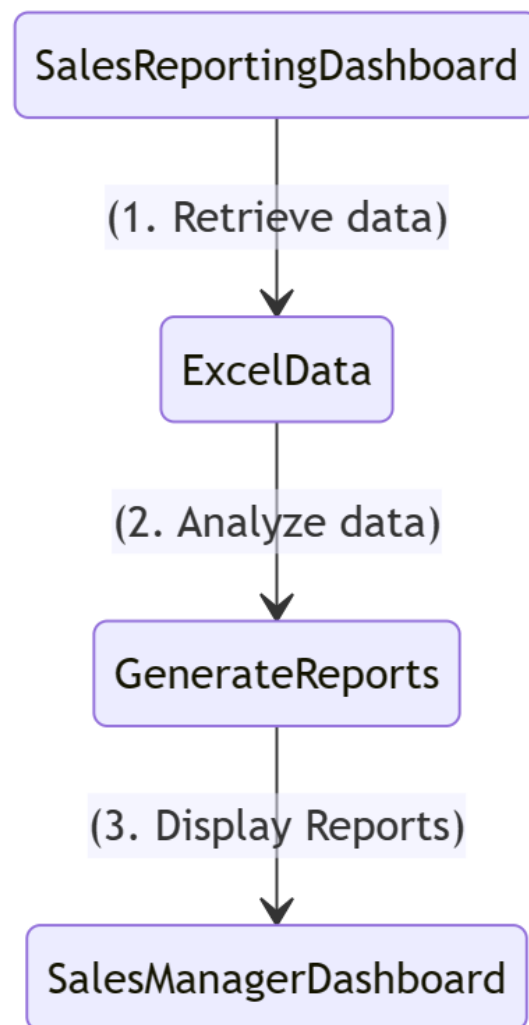 SalesReportingDashboard
(1. Retrieve data)
ExcelData
(2. Analyze data)
GenerateReports
(3. Display Reports)
SalesManagerDashboard